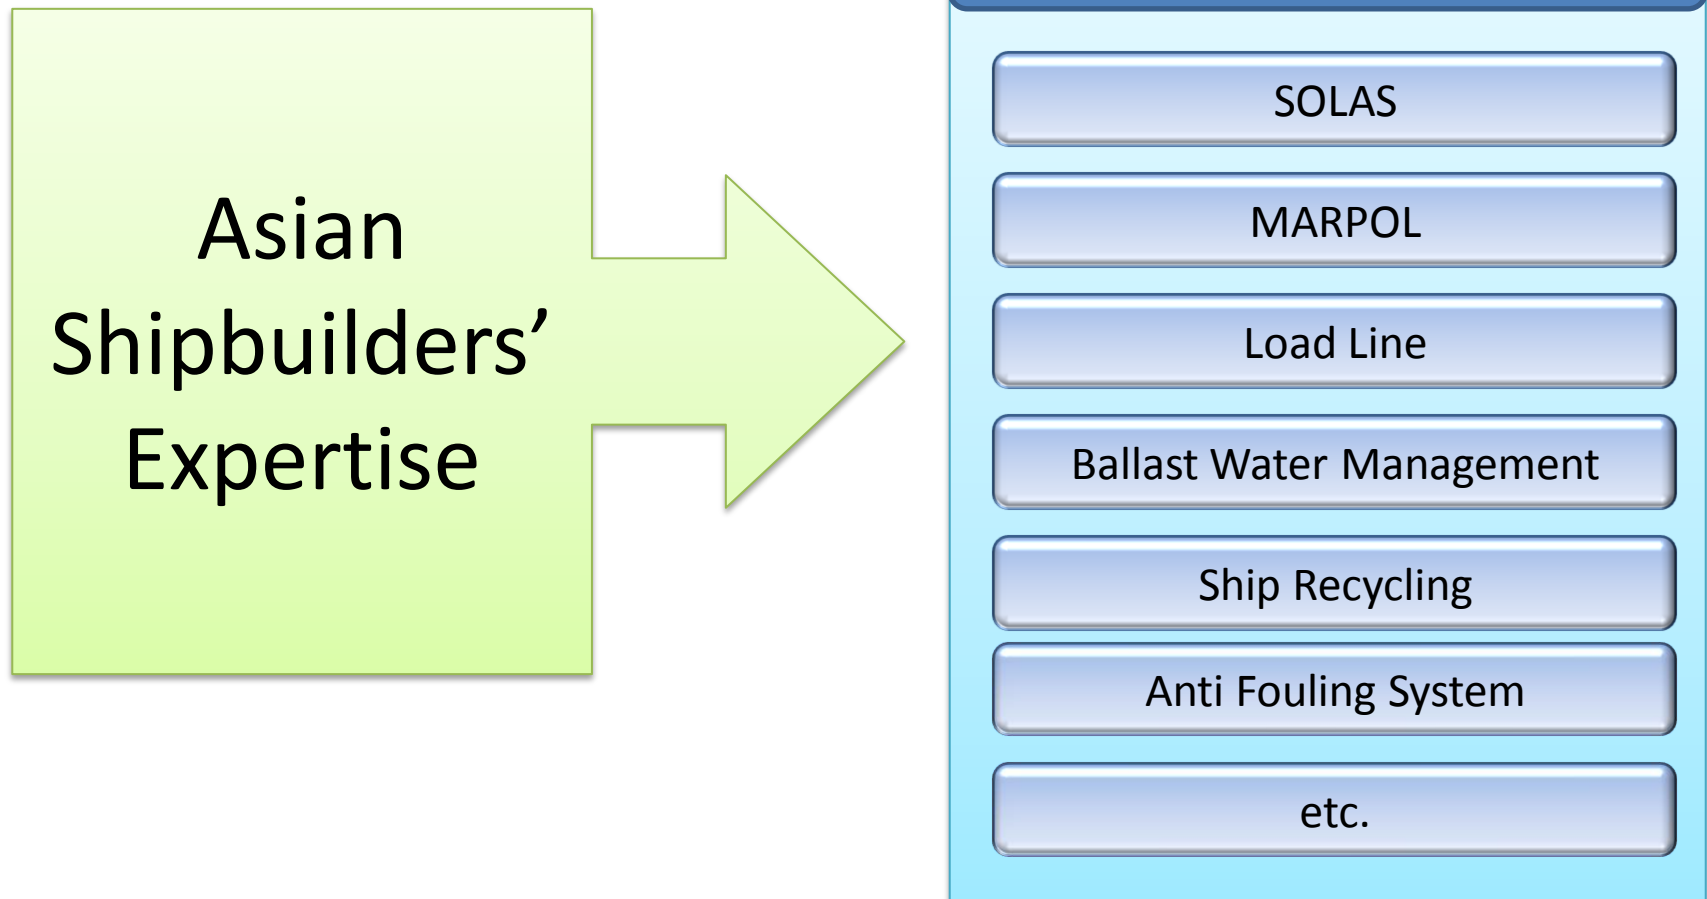 Asian
Shipbuilders’
Expertise
SOLAS
MARPOL
Load Line
Ballast Water Management
Ship Recycling
Anti Fouling System
etc.